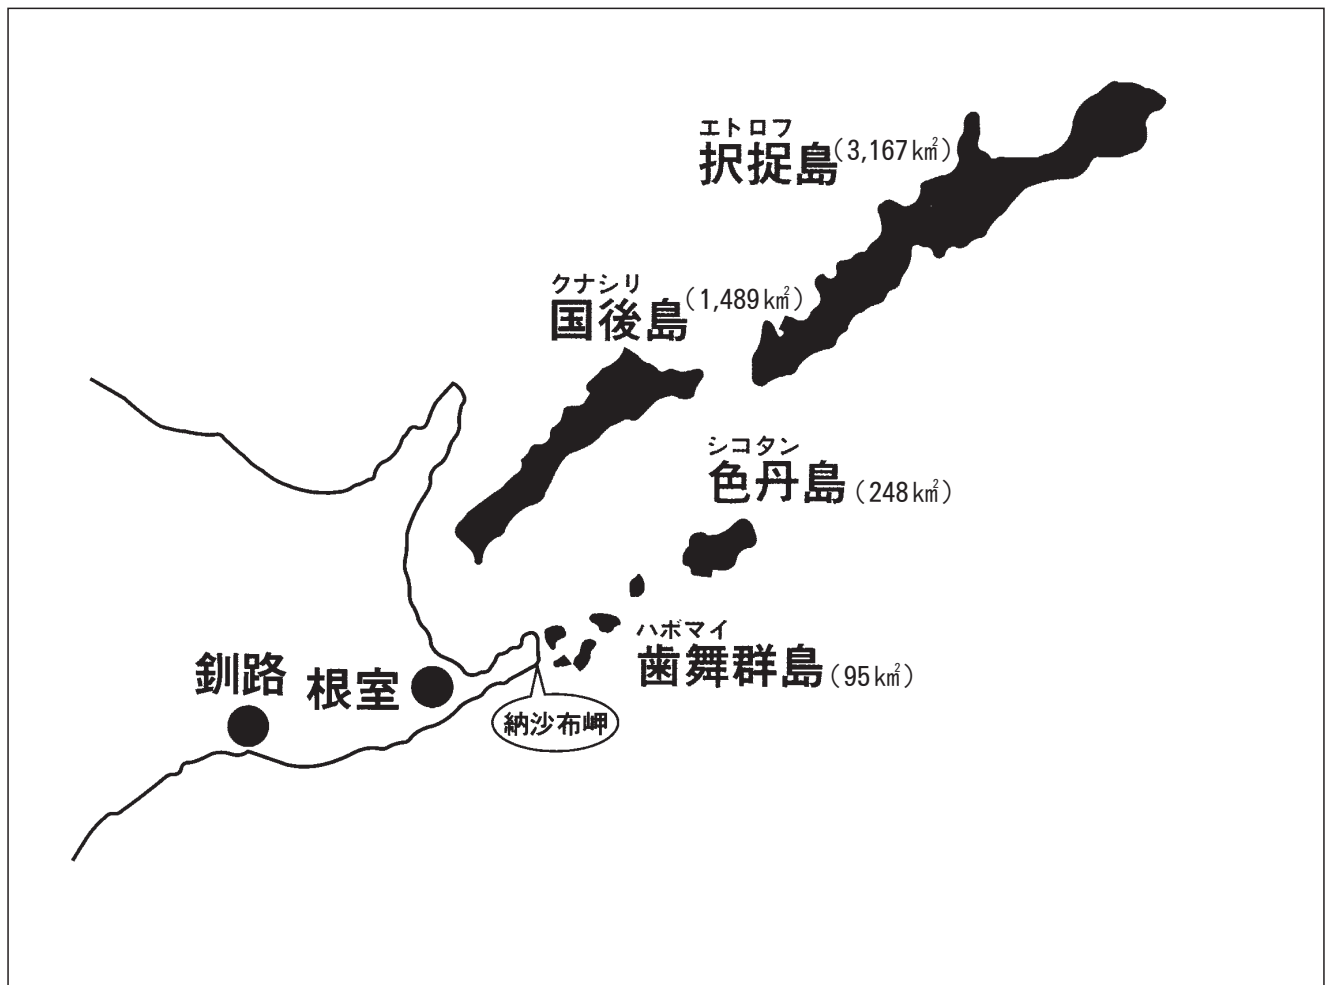 エトロフ
択捉島(3,167㎢)
クナシリ
国後島(1,489㎢)
シコタン
色丹島(248㎢)
ハボマイ
歯舞群島(95㎢)
釧路
根室
納沙布岬